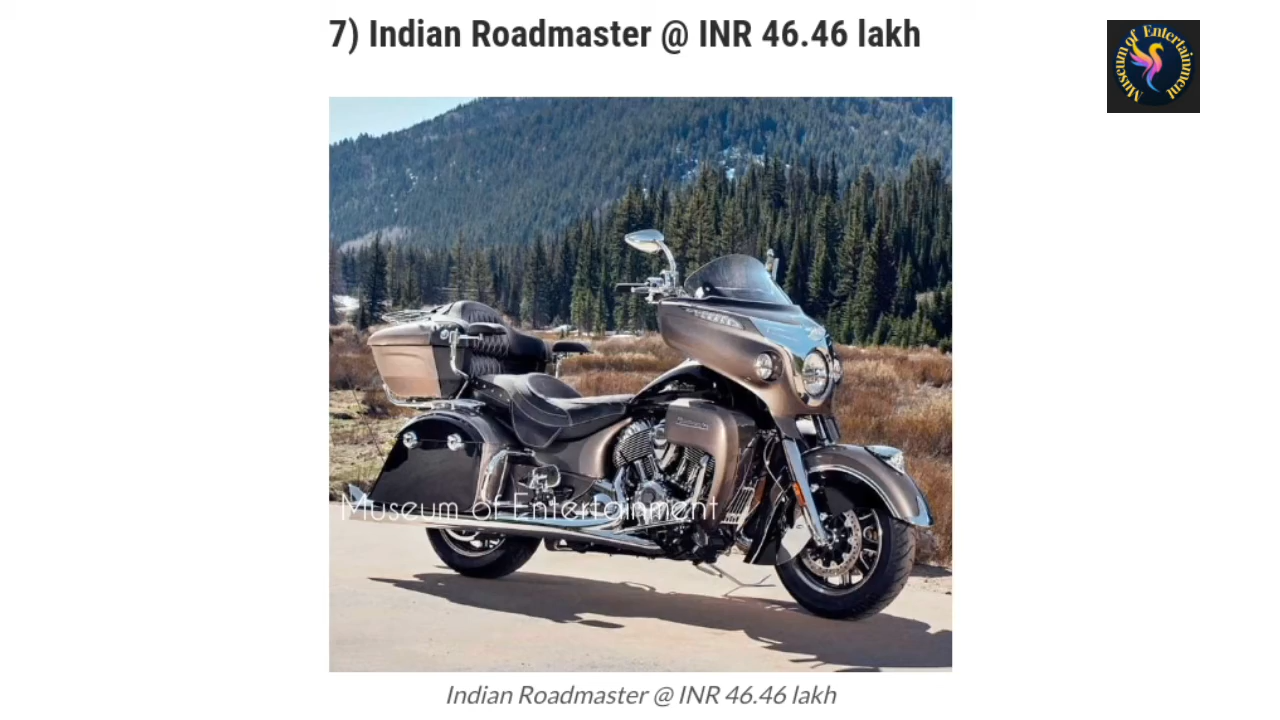 7) Indian Roadmaster @ INR 46.46 lakh
Museum of Entertainment
Museum of Entertainment
Indian Roadmaster @ INR 46.46 lakh